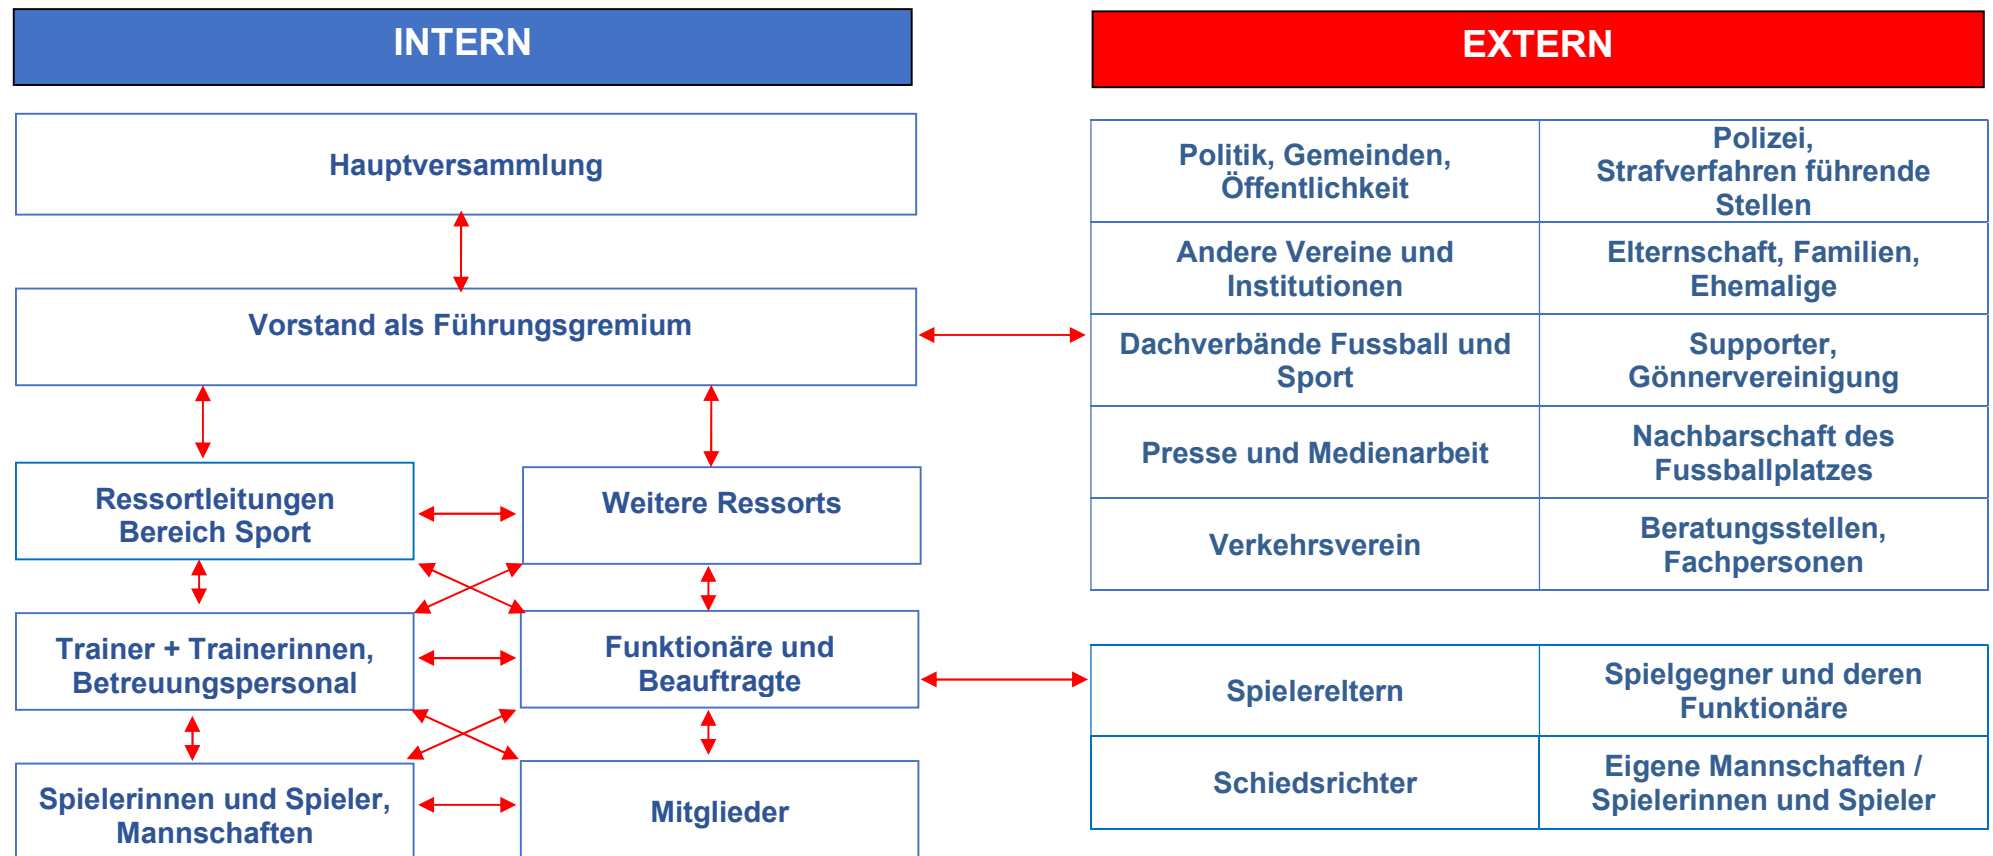 INTERN
Hauptversammlung
Vorstand als Führungsgremium
Ressortleitungen
Bereich Sport
Weitere Ressorts
Trainer + Trainerinnen,
Betreuungspersonal
Funktionäre und
Beauftragte
Spielerinnen und Spieler,
Mannschaften
Mitglieder
EXTERN
Politik, Gemeinden,
Öffentlichkeit
Polizei,
Strafverfahren führende
Stellen
Andere Vereine und
Institutionen
Elternschaft, Familien,
Ehemalige
Dachverbände Fussball und
Sport
Supporter,
Gönnervereinigung
Presse und Medienarbeit
Nachbarschaft des
Fussballplatzes
Verkehrsverein
Beratungsstellen,
Fachpersonen
Spielereltern
Spielgegner und deren
Funktionäre
Schiedsrichter
Eigene Mannschaften /
Spielerinnen und Spieler